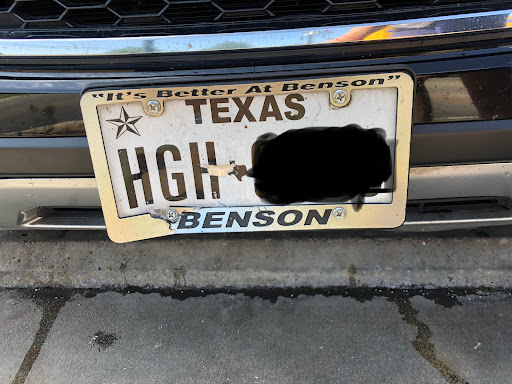 "It's Better At Benson"
TEXAS
HGH
BENSON